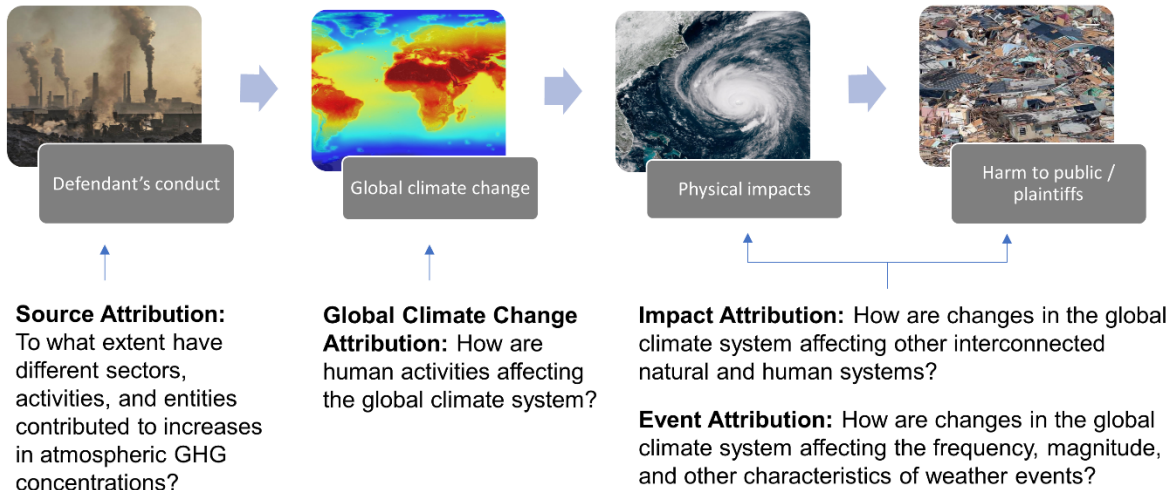 Defendant's conduct
Global climate change
Physical impacts
Harm to public /
plaintiffs
Source Attribution:
To what extent have
different sectors,
activities, and entities
contributed to increases
in atmospheric GHG
concentrations?
Global Climate Change
Attribution: How are
human activities affecting
the global climate system?
Impact Attribution: How are changes in the global
climate system affecting other interconnected
natural and human systems?
Event Attribution: How are changes in the global
climate system affecting the frequency, magnitude,
and other characteristics of weather events?